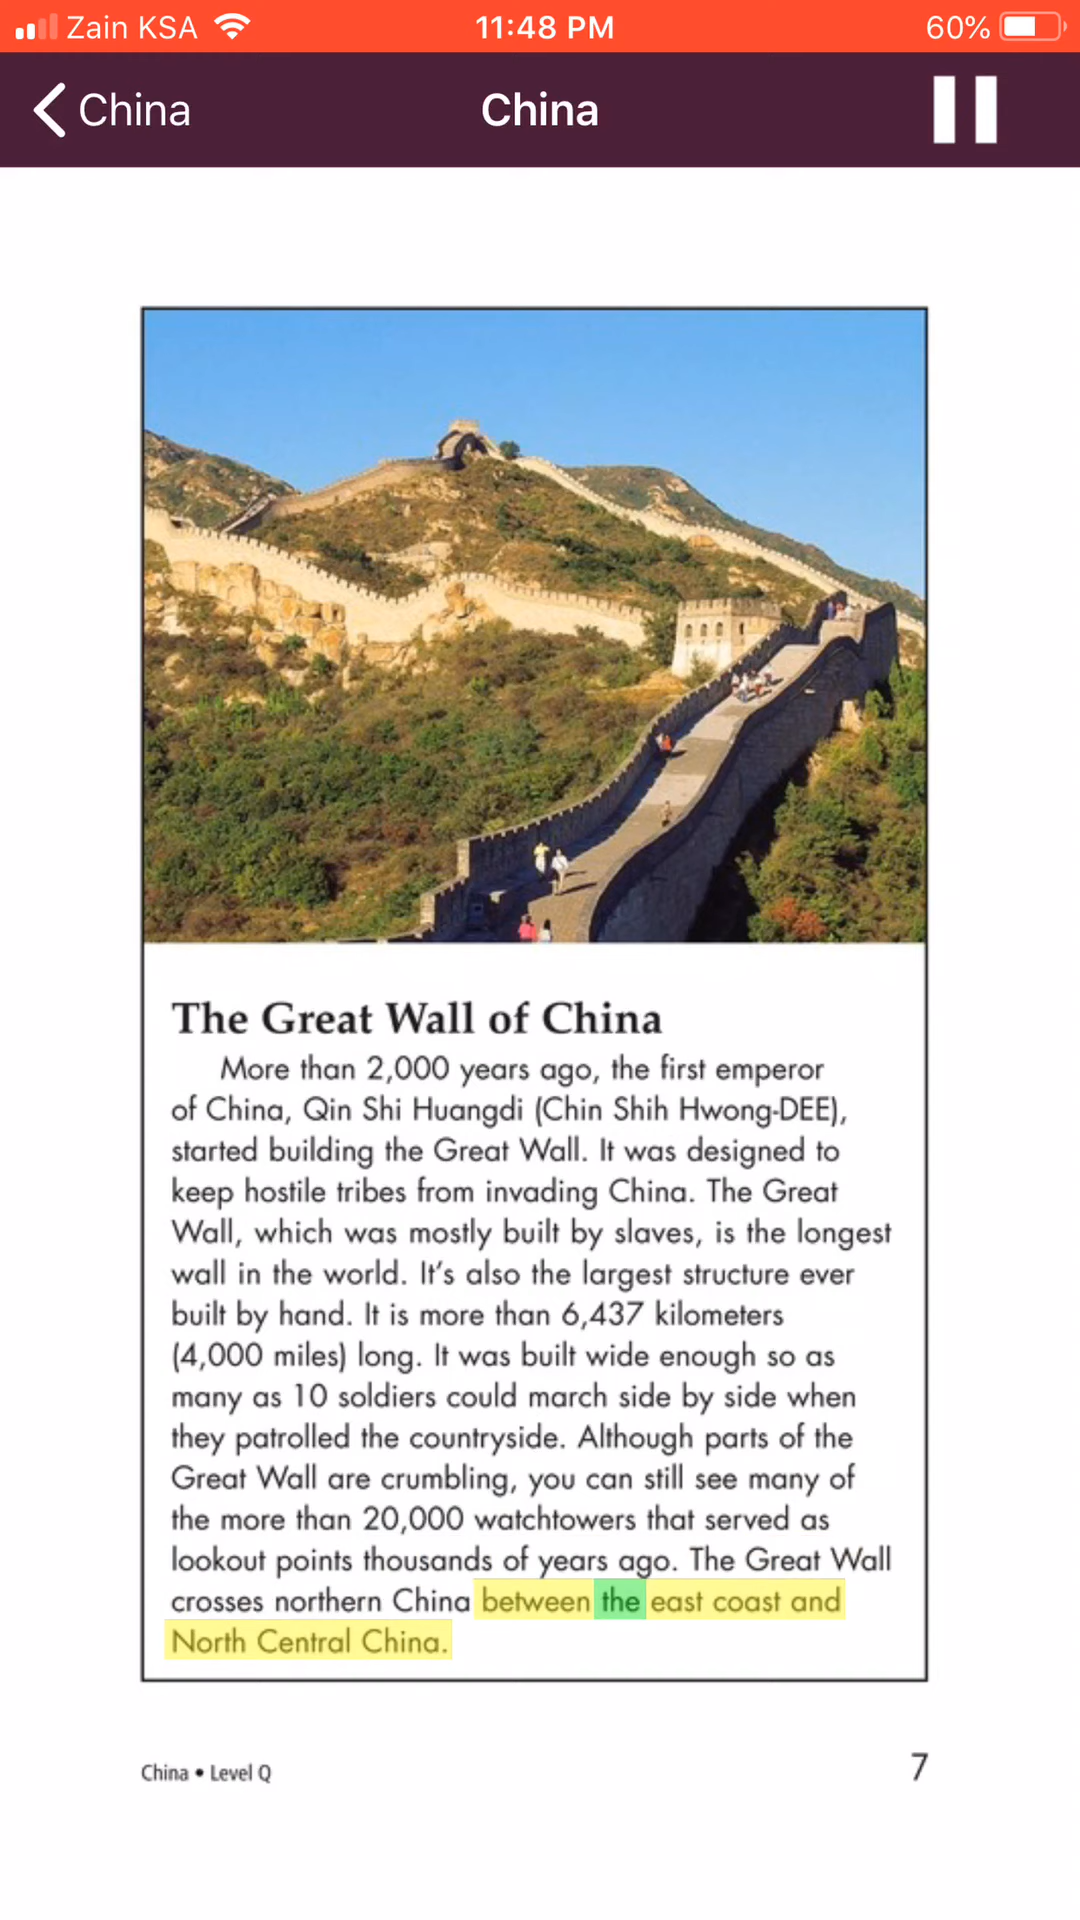 Zain KSA 11:48 PM 60%
China China
The Great Wall of China
More than 2,000 years ago, the first emperor
of China, Qin Shi Huangdi (Chin Shih Hwong-DEE),
started building the Great Wall. It was designed to
keep hostile tribes from invading China. The Great
Wall, which was mostly built by slaves, is the longest
wall in the world. It's also the largest structure ever
built by hand. It is more than 6,437 kilometers
(4,000 miles) long. It was built wide enough so as
many as 10 soldiers could march side by side when
they patrolled the countryside. Although parts of the
Great Wall are crumbling, you can still see many of
the more than 20,000 watchtowers that served as
lookout points thousands of years ago. The Great Wall
crosses northern China between the east coast and
North Central China.
China • Level Q 7